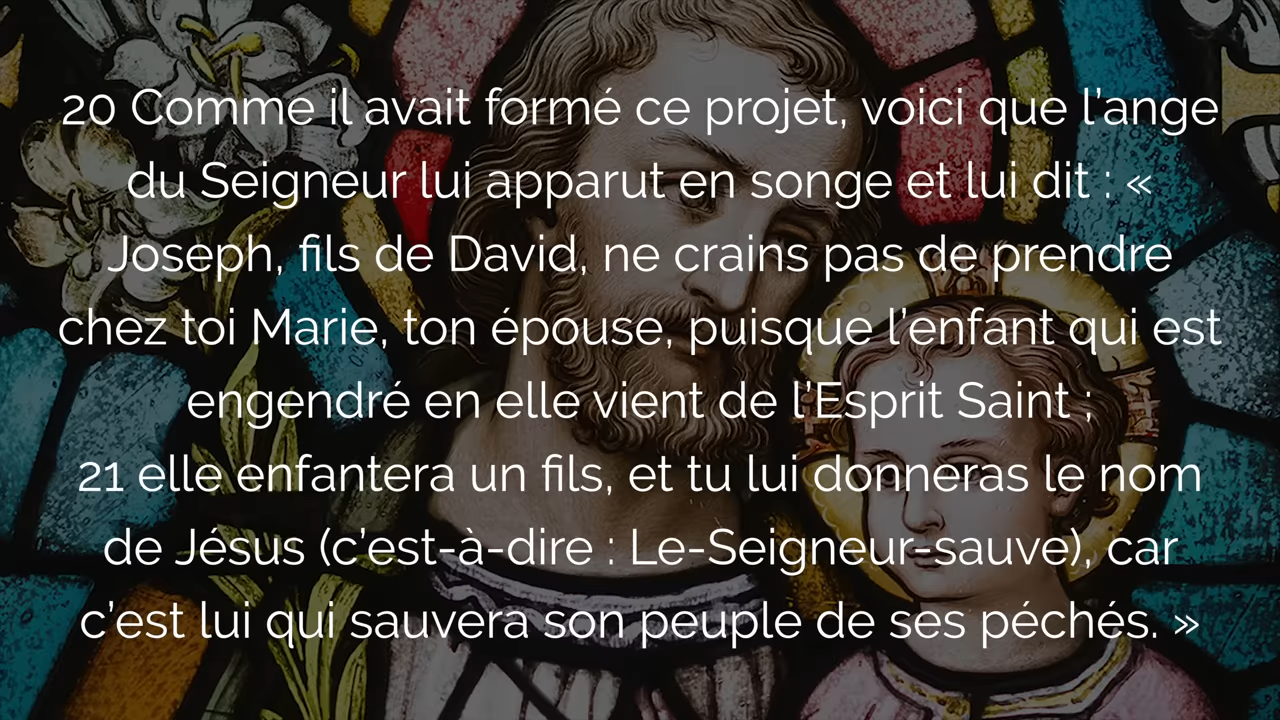 20 Comme il avait formé ce projet, voici que l’ange
du Seigneur lui apparut en songe et lui dit : «
Joseph, fils de David, ne crains pas de prendre
chez toi Marie, ton épouse, puisque l’enfant qui est
engendré en elle vient de l’Esprit Saint ;
21 elle enfantera un fils, et tu lui donneras le nom
de Jésus (c’est-à-dire : Le-Seigneur-sauve), car
c’est lui qui sauvera son peuple de ses péchés. »